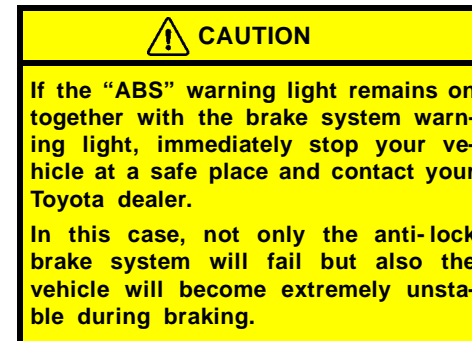 CAUTION
If the “ABS” warning light remains on
together with the brake system warn-
ing light, immediately stop your ve-
hicle at a safe place and contact your
Toyota dealer.
In this case, not only the anti-lock
brake system will fail but also the
vehicle will become extremely unsta-
ble during braking.